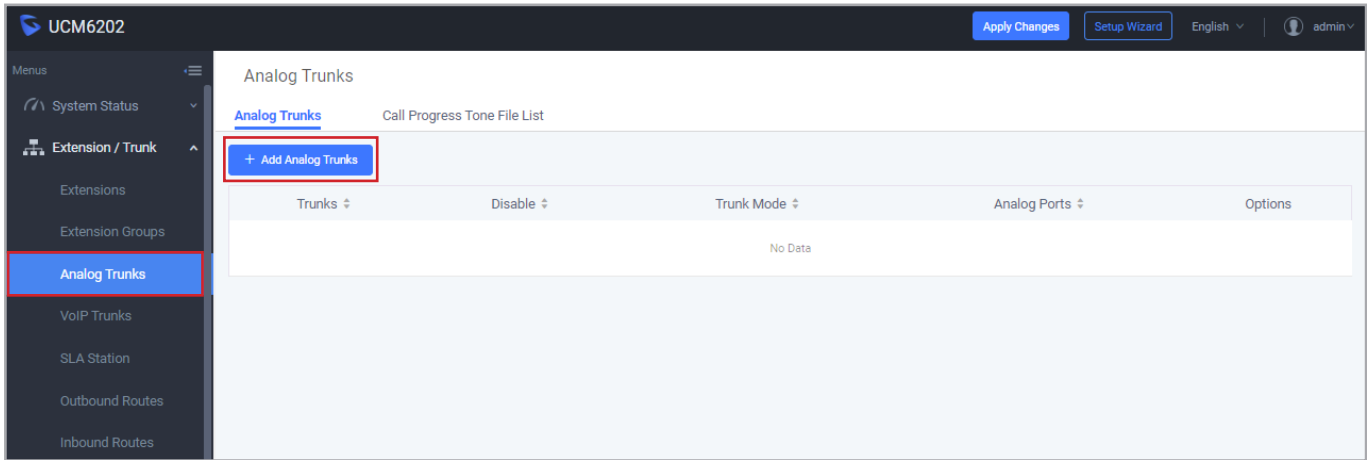 UCM6202
Apply Changes
Setup Wizard
English
admin
Menus
System Status
Extension / Trunk
Extensions
Extension Groups
Analog Trunks
VoIP Trunks
SLA Station
Outbound Routes
Inbound Routes
Analog Trunks
Analog Trunks Call Progress Tone File List
+ Add Analog Trunks
Trunks Disable Trunk Mode Analog Ports Options
No Data